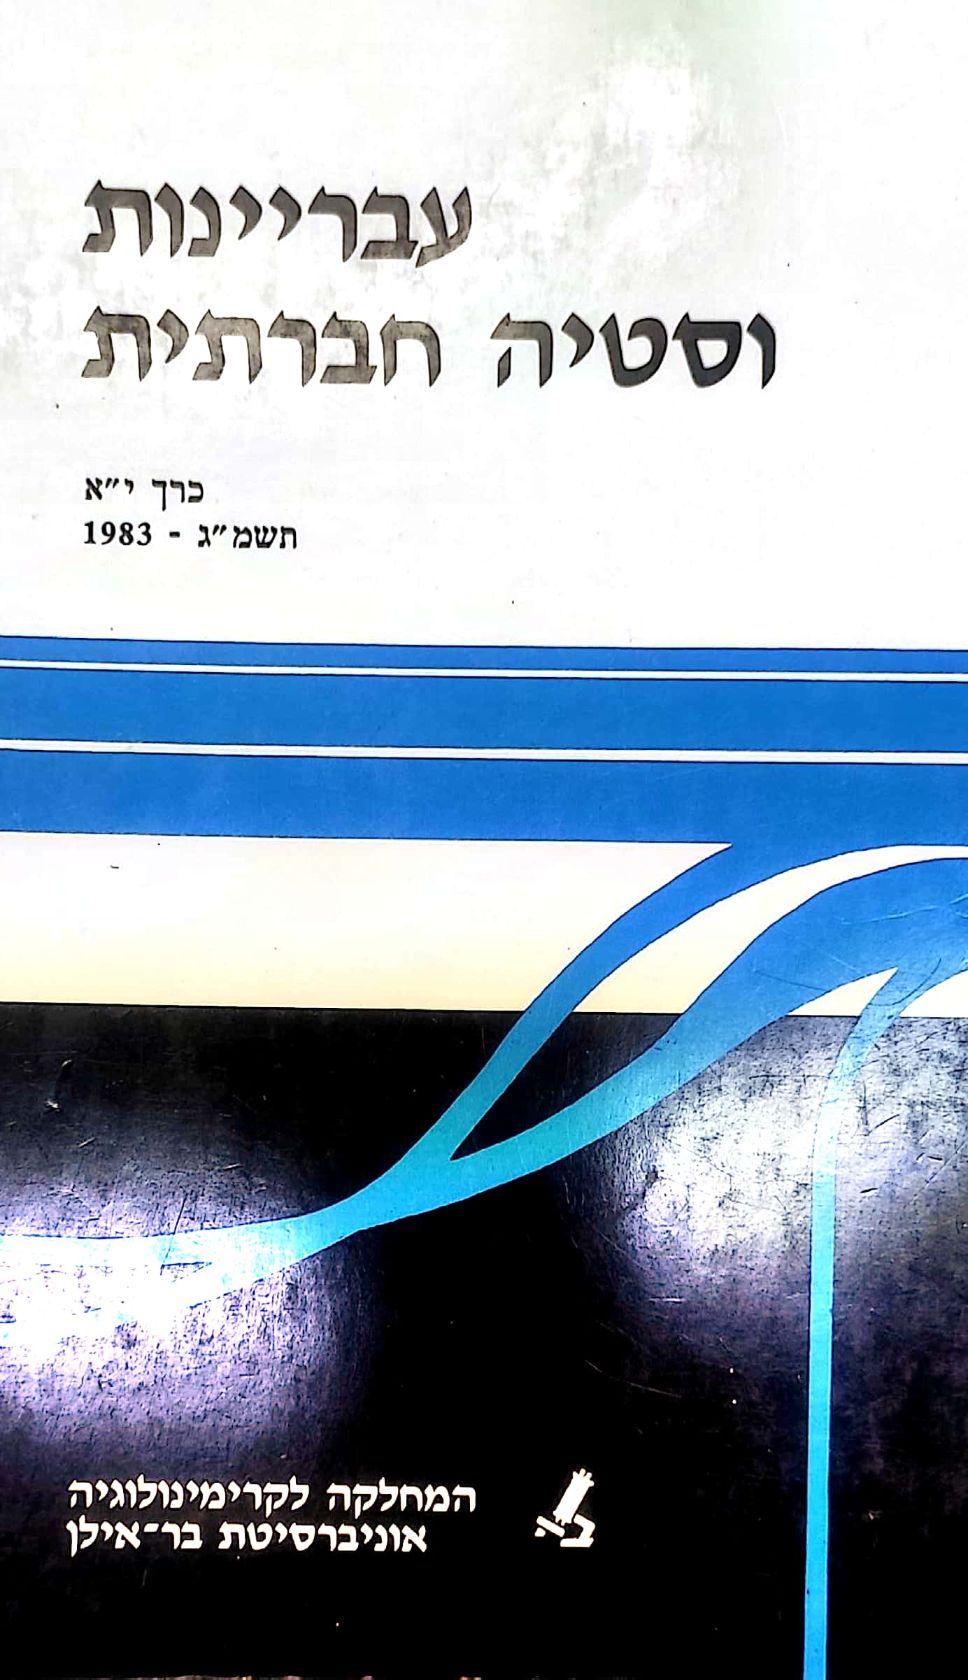 עבריינות
וסטיה חברתית
כרך י״א
תשמ״ג - 1983
המחלקה לקרימינולוגיה
אוניברסיטת בר־אילן